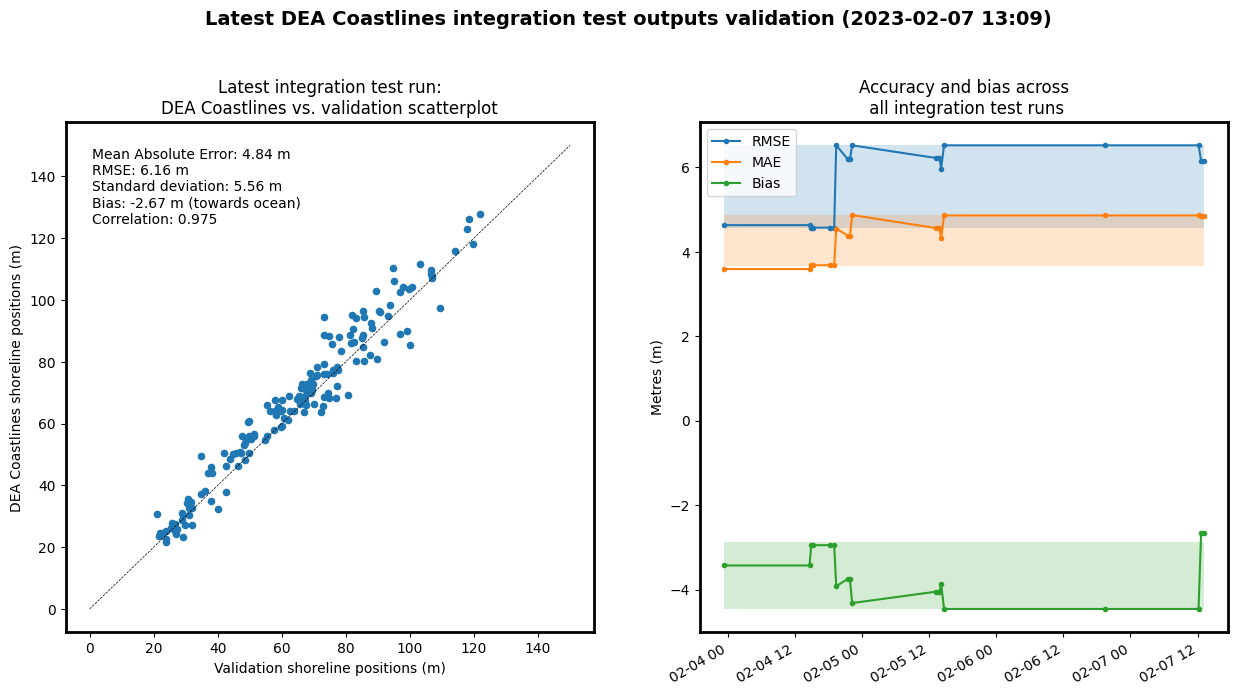 Latest DEA Coastlines integration test outputs validation (2023-02-07 13:09)
Latest integration test run:
DEA Coastlines vs. validation scatterplot
Mean Absolute Error: 4.84 m
RMSE: 6.16 m
Standard deviation: 5.56 m
Bias: -2.67 m (towards ocean)
Correlation: 0.975
DEA Coastlines shoreline positions (m)
140
120
100
80
60
40
20
0
0 20 40 60 80 100 120 140
Validation shoreline positions (m)
Accuracy and bias across
all integration test runs
RMSE
MAE
Bias
Metres (m)
6
4
2
0
−2
−4
02-04 00 02-04 12 02-05 00 02-05 12 02-06 00 02-06 12 02-07 00 02-07 12